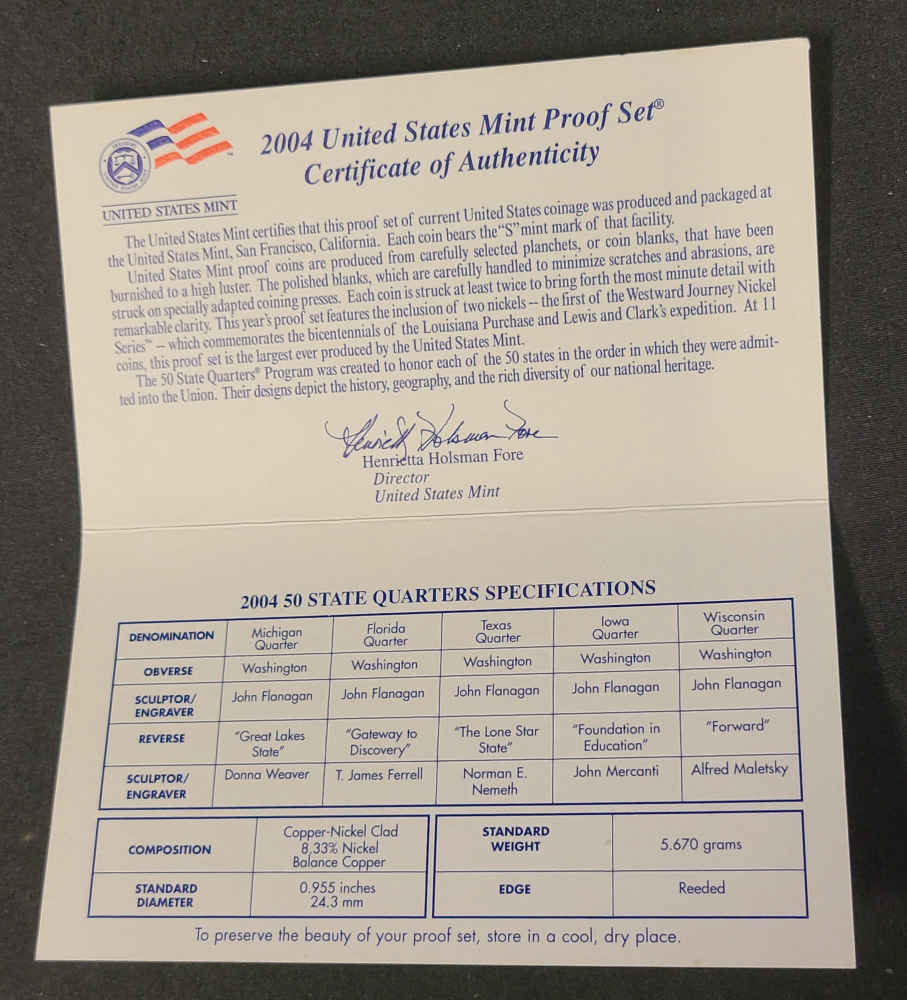 UNITED STATES MINT
2004 United States Mint Proof Set®
Certificate of Authenticity
The United States Mint certifies that this proof set of current United States coinage was produced and packaged at
the United States Mint, San Francisco, California. Each coin bears the “S” mint mark of that facility.
United States Mint proof coins are produced from carefully selected planchets, or coin blanks, that have been
burnished to a high luster. The polished blanks, which are carefully handled to minimize scratches and abrasions, are
struck on specially adapted coining presses. Each coin is struck at least twice to bring forth the most minute detail with
remarkable clarity. This year's proof set features the inclusion of two nickels -- the first of the Westward Journey Nickel
Series™ -- which commemorates the bicentennials of the Louisiana Purchase and Lewis and Clark's expedition. At 11
coins, this proof set is the largest ever produced by the United States Mint.
The 50 State Quarters® Program was created to honor each of the 50 states in the order in which they were admit-
ted into the Union. Their designs depict the history, geography, and the rich diversity of our national heritage.
Henrietta Holsman Fore
Henrietta Holsman Fore
Director
United States Mint
2004 50 STATE QUARTERS SPECIFICATIONS
DENOMINATION Michigan Quarter Florida Quarter Texas Quarter Iowa Quarter Wisconsin Quarter
OBVERSE Washington Washington Washington Washington Washington
SCULPTOR/ ENGRAVER John Flanagan John Flanagan John Flanagan John Flanagan John Flanagan
REVERSE “Great Lakes State” “Gateway to Discovery” “The Lone Star State” “Foundation in Education” “Forward”
SCULPTOR/ ENGRAVER Donna Weaver T. James Ferrell Norman E. Nemeth John Mercanti Alfred Maletsky
COMPOSITION Copper-Nickel Clad 8.33% Nickel Balance Copper
STANDARD WEIGHT 5.670 grams
STANDARD DIAMETER 0.955 inches 24.3 mm
EDGE Reeded
To preserve the beauty of your proof set, store in a cool, dry place.